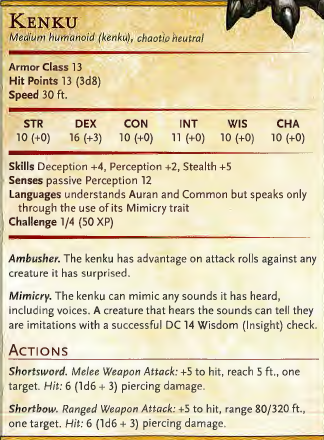 KENKU
Medium humanoid (kenku), chaotic neutral
Armor Class 13
Hit Points 13 (3d8)
Speed 30 ft.
STR DEX CON INT WIS CHA
10 (+0) 16 (+3) 10 (+0) 11 (+0) 10 (+0) 10 (+0)
Skills Deception +4, Perception +2, Stealth +5
Senses passive Perception 12
Languages understands Auran and Common but speaks only
through the use of its Mimicry trait
Challenge 1/4 (50 XP)
Ambusher. The kenku has advantage on attack rolls against any
creature it has surprised.
Mimicry. The kenku can mimic any sounds it has heard,
including voices. A creature that hears the sounds can tell they
are imitations with a successful DC 14 Wisdom (Insight) check.
ACTIONS
Shortsword. Melee Weapon Attack: +5 to hit, reach 5 ft., one
target. Hit: 6 (1d6 + 3) piercing damage.
Shortbow. Ranged Weapon Attack: +5 to hit, range 80/320 ft.,
one target. Hit: 6 (1d6 + 3) piercing damage.